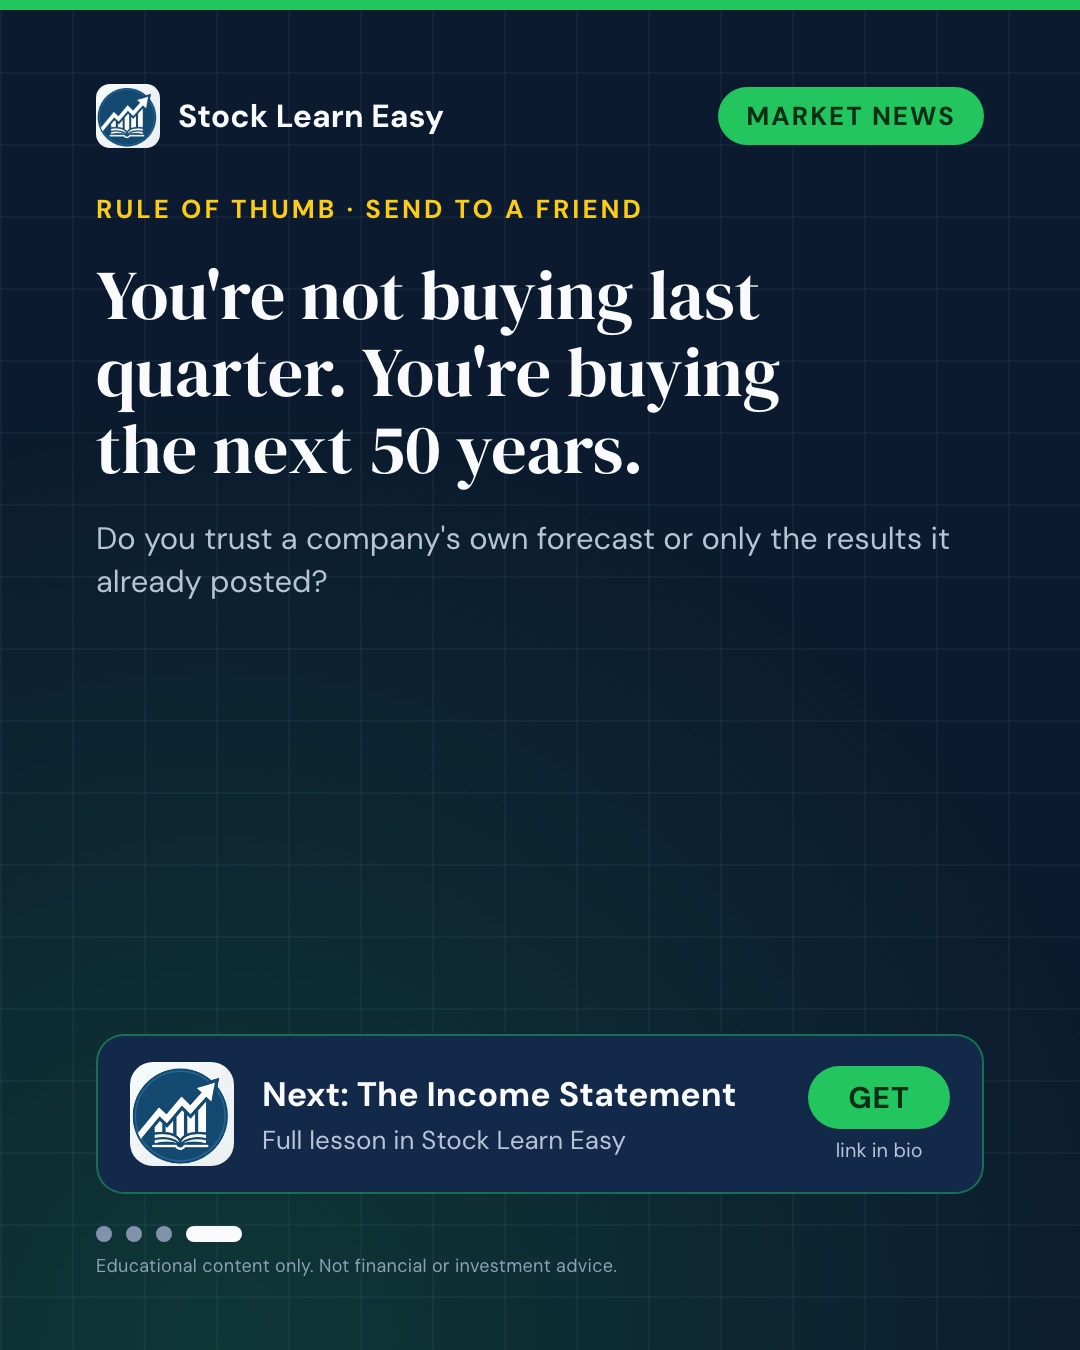 Stock Learn Easy
MARKET NEWS
RULE OF THUMB · SEND TO A FRIEND
You're not buying last
quarter. You're buying
the next 50 years.
Do you trust a company's own forecast or only the results it
already posted?
Next: The Income Statement
Full lesson in Stock Learn Easy
GET
link in bio
Educational content only. Not financial or investment advice.